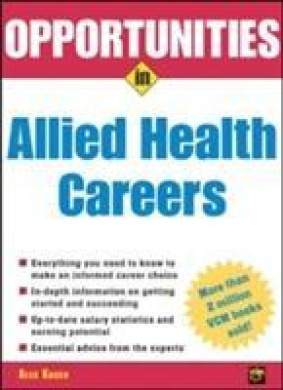 OPPORTUNITIES
in
Allied Health
Careers
Everything you need to know to
make an informed career choice
In-depth information on getting
started and succeeding
Up-to-date salary statistics and
earning potential
Essential advice from the experts
More than
2 million
VGM books
sold!